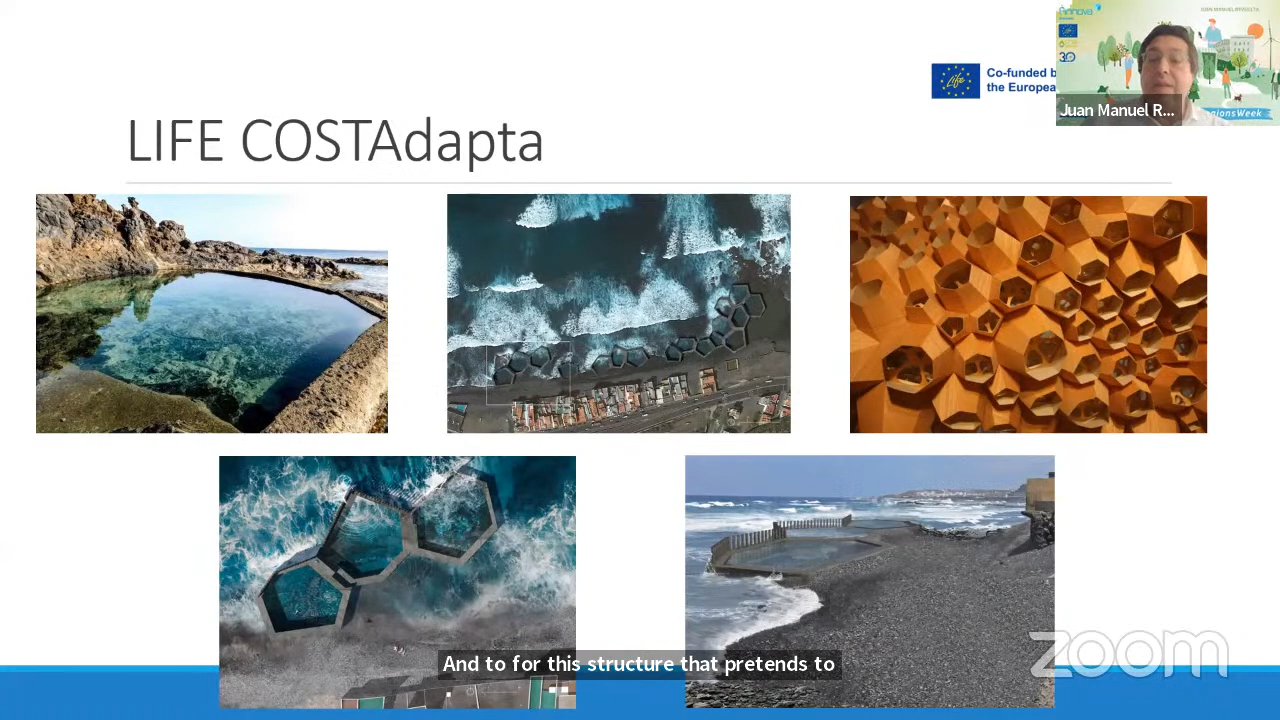 Co-funded b
the Europea
Juan Manuel R...
LIFE COSTAdapta
And to for this structure that pretends to
zoom